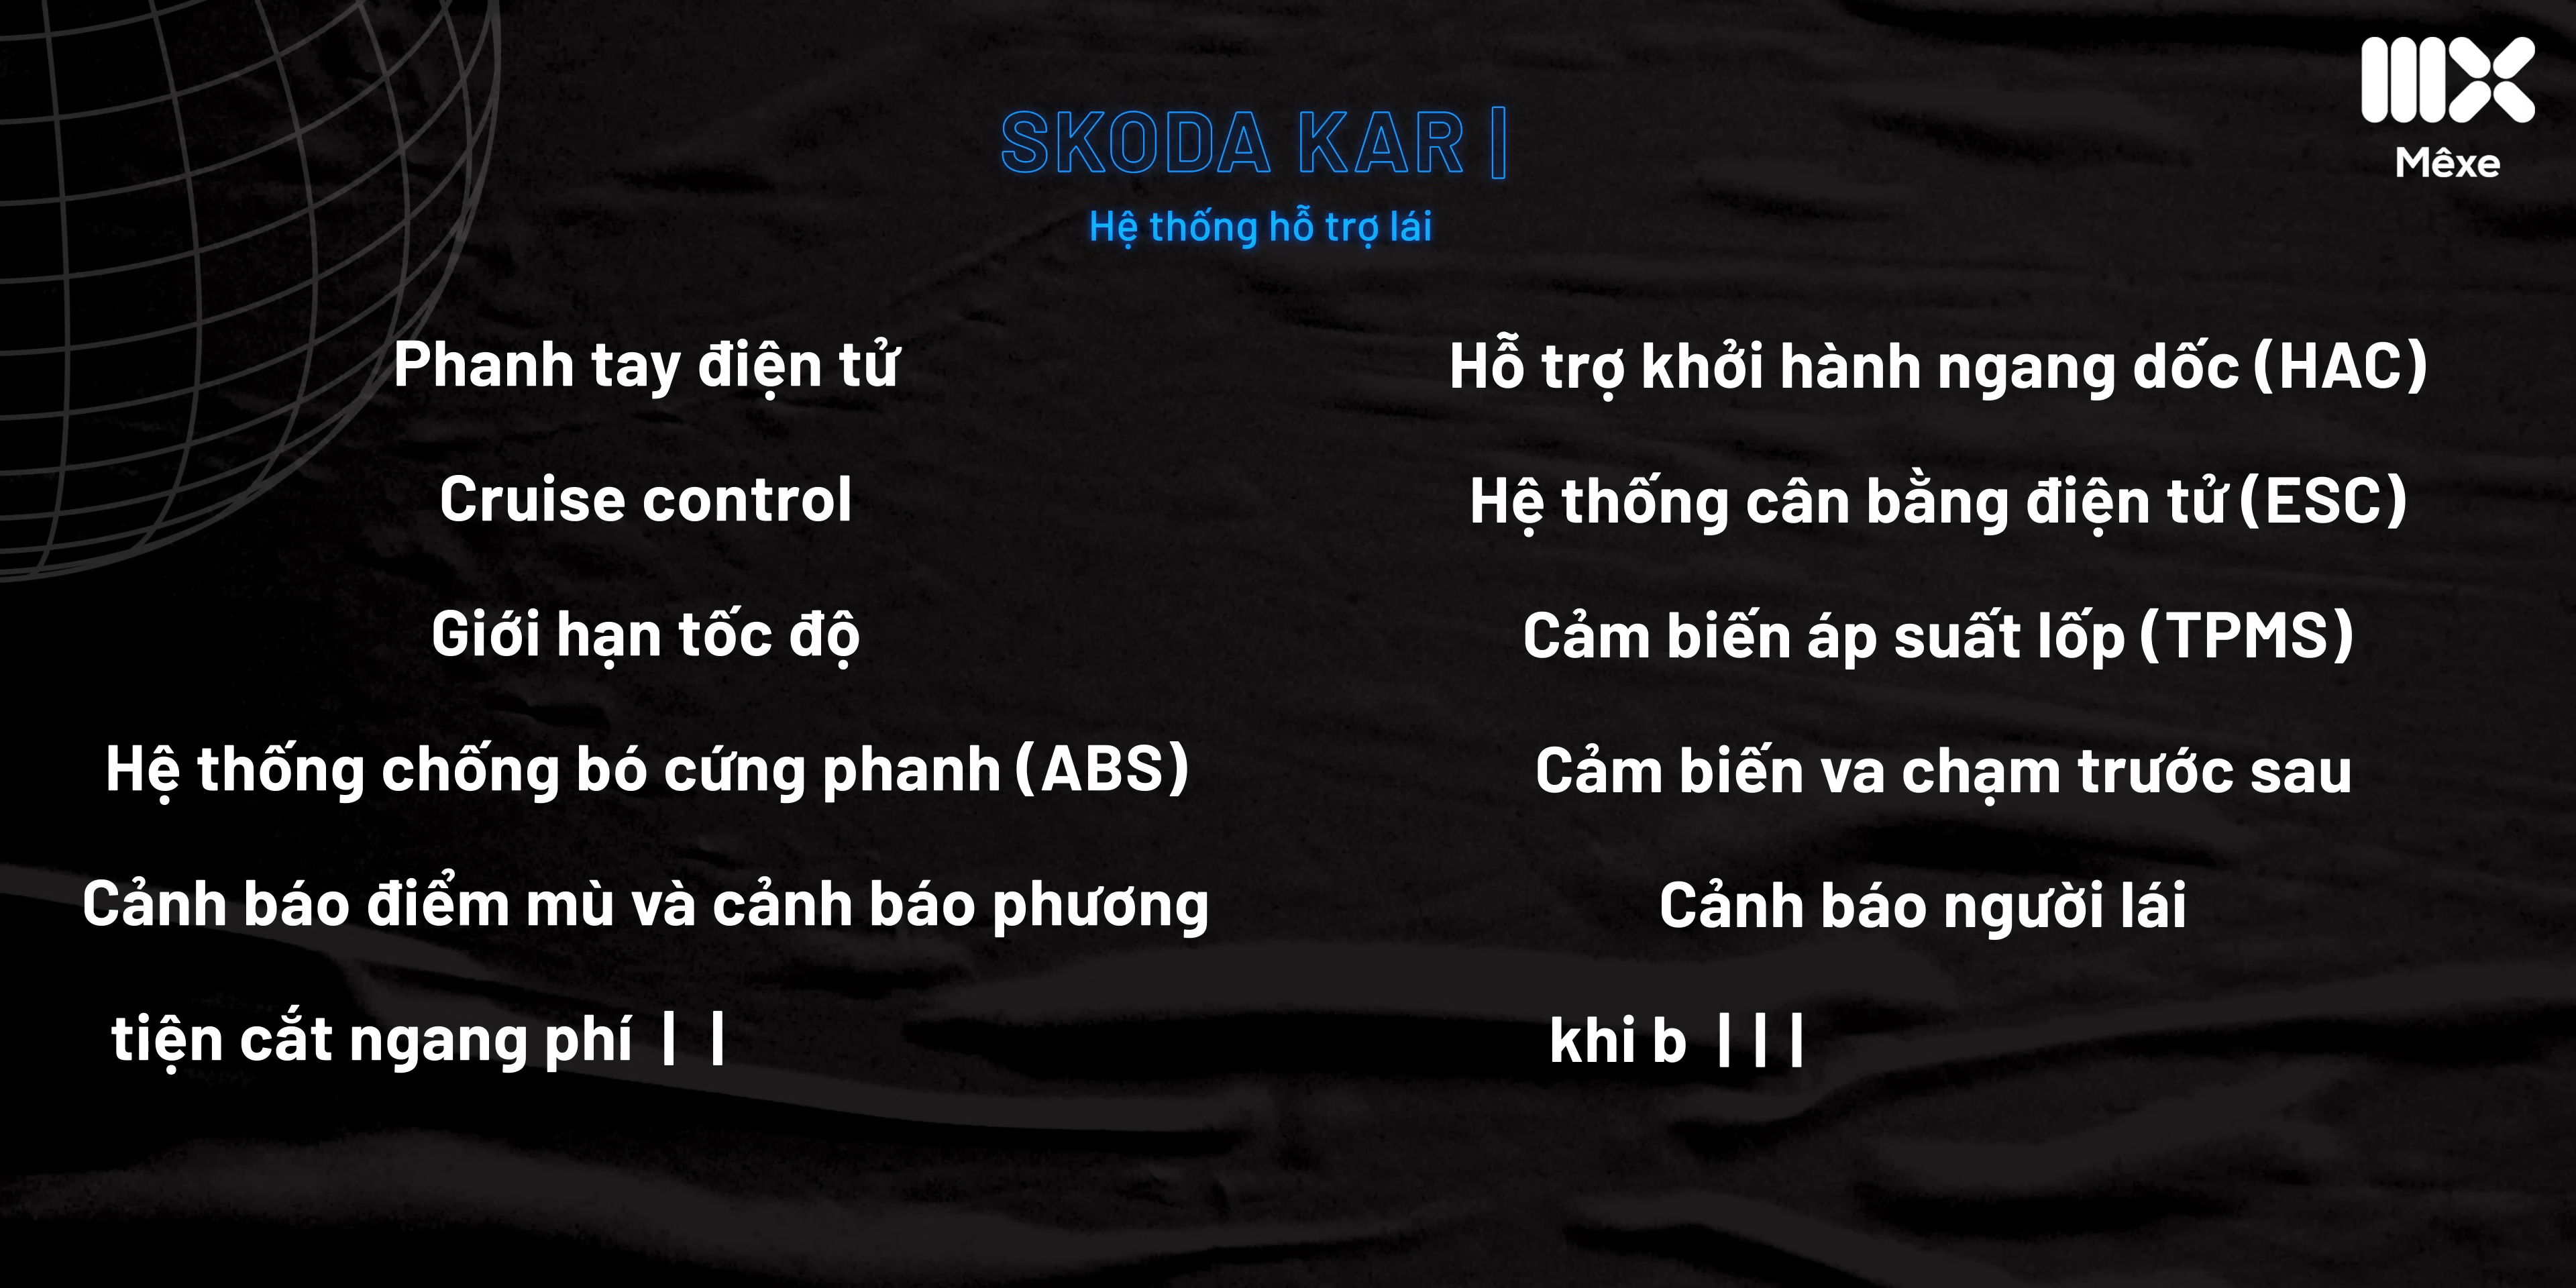 SKODA KAR |
Mêxe
Hệ thống hỗ trợ lái
Phanh tay điện tử
Cruise control
Giới hạn tốc độ
Hệ thống chống bó cứng phanh (ABS)
Cảnh báo điểm mù và cảnh báo phương
tiện cắt ngang phí | |
Hỗ trợ khởi hành ngang dốc (HAC)
Hệ thống cân bằng điện tử (ESC)
Cảm biến áp suất lốp (TPMS)
Cảm biến va chạm trước sau
Cảnh báo người lái
khi b | | |